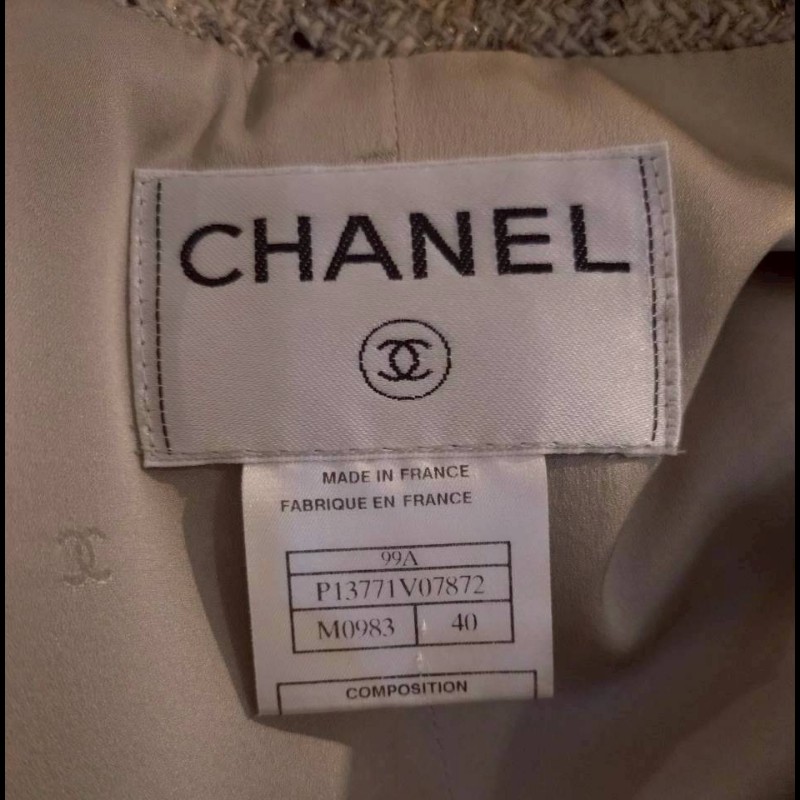 CHANEL
MADE IN FRANCE
FABRIQUE EN FRANCE
99A
P13771V07872
M0983 40
COMPOSITION